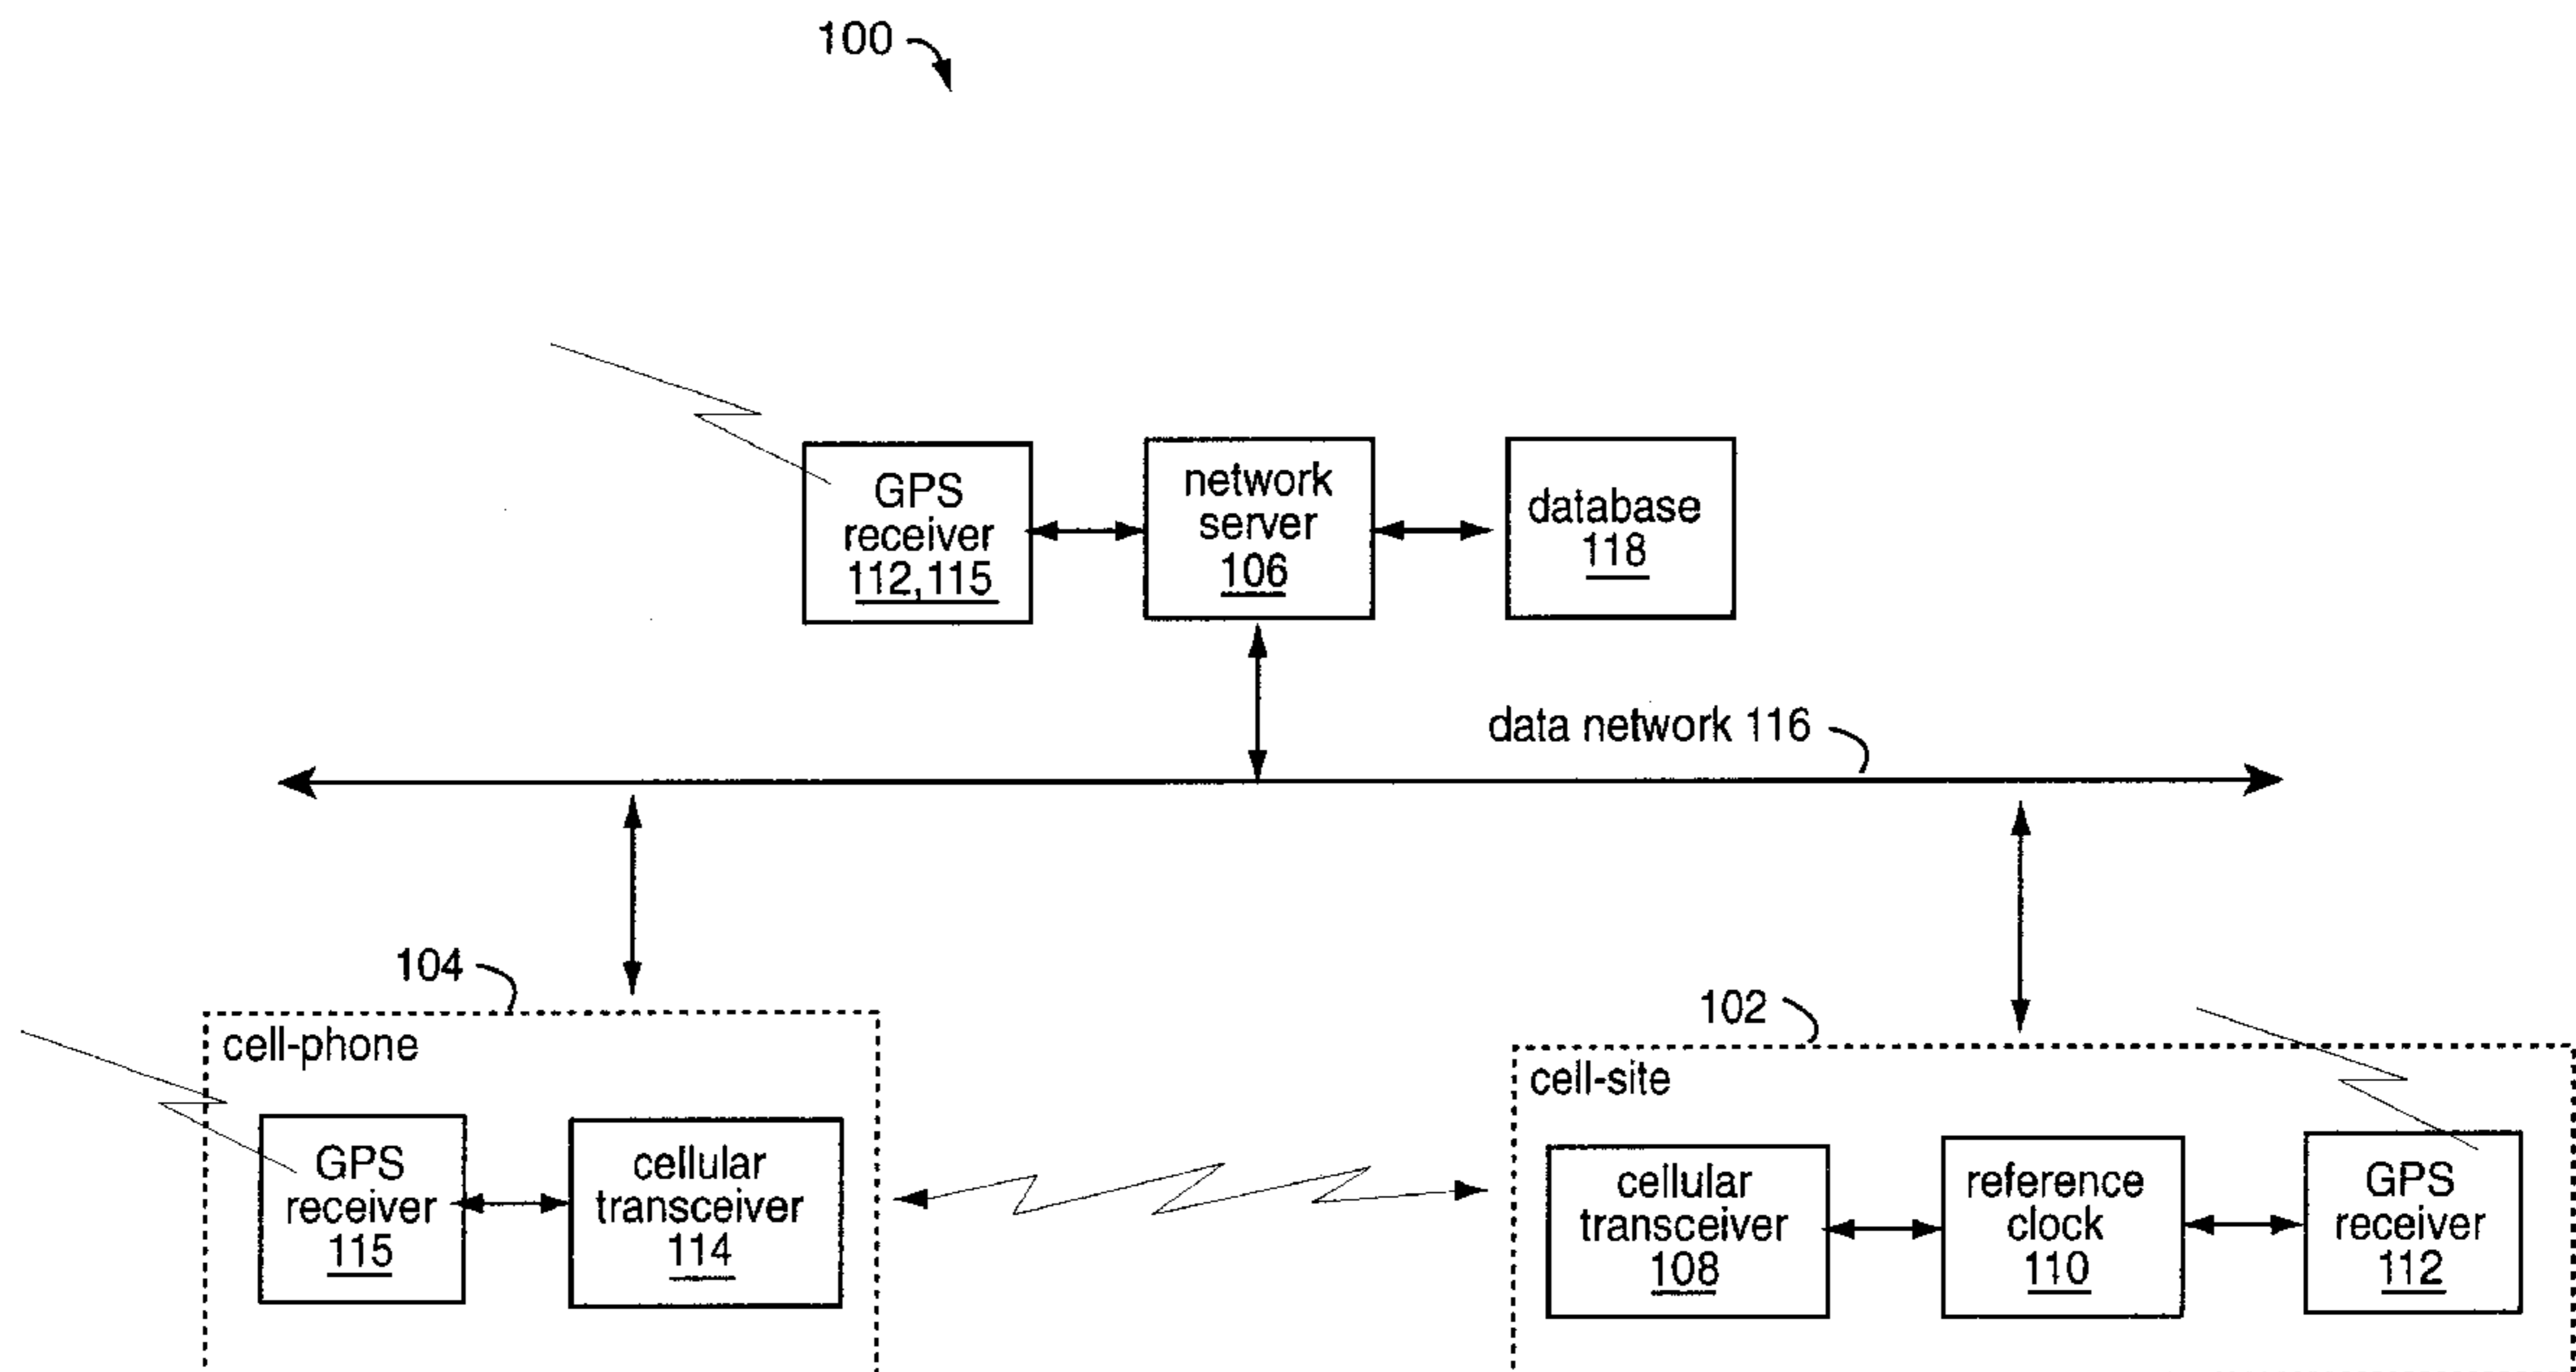 100
GPS
receiver
112,115
network
server
106
database
118
data network 116
104
cell-phone
GPS
receiver
115
cellular
transceiver
114
102
cell-site
cellular
transceiver
108
reference
clock
110
GPS
receiver
112